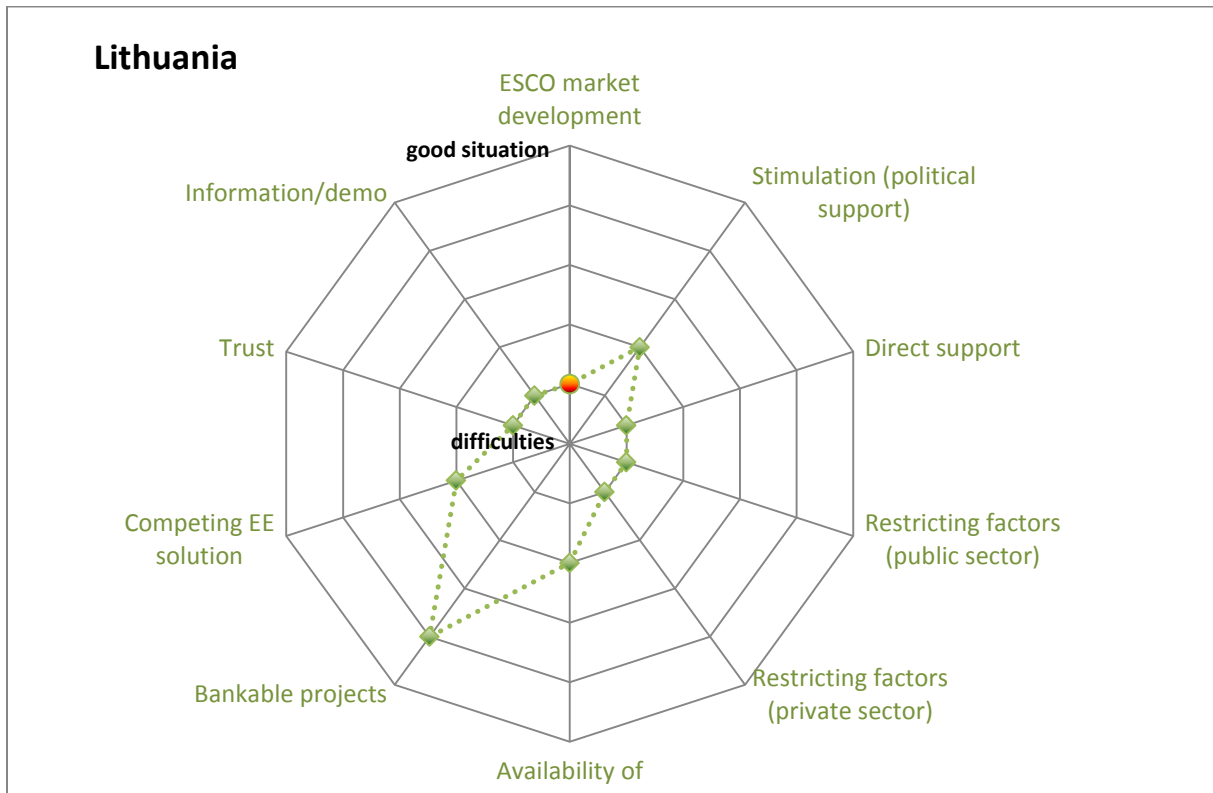 Lithuania
ESCO market
development
good situation
Stimulation (political
support)
Information/demo
Trust
Direct support
difficulties
Competing EE
solution
Restricting factors
(public sector)
Bankable projects
Restricting factors
(private sector)
Availability of